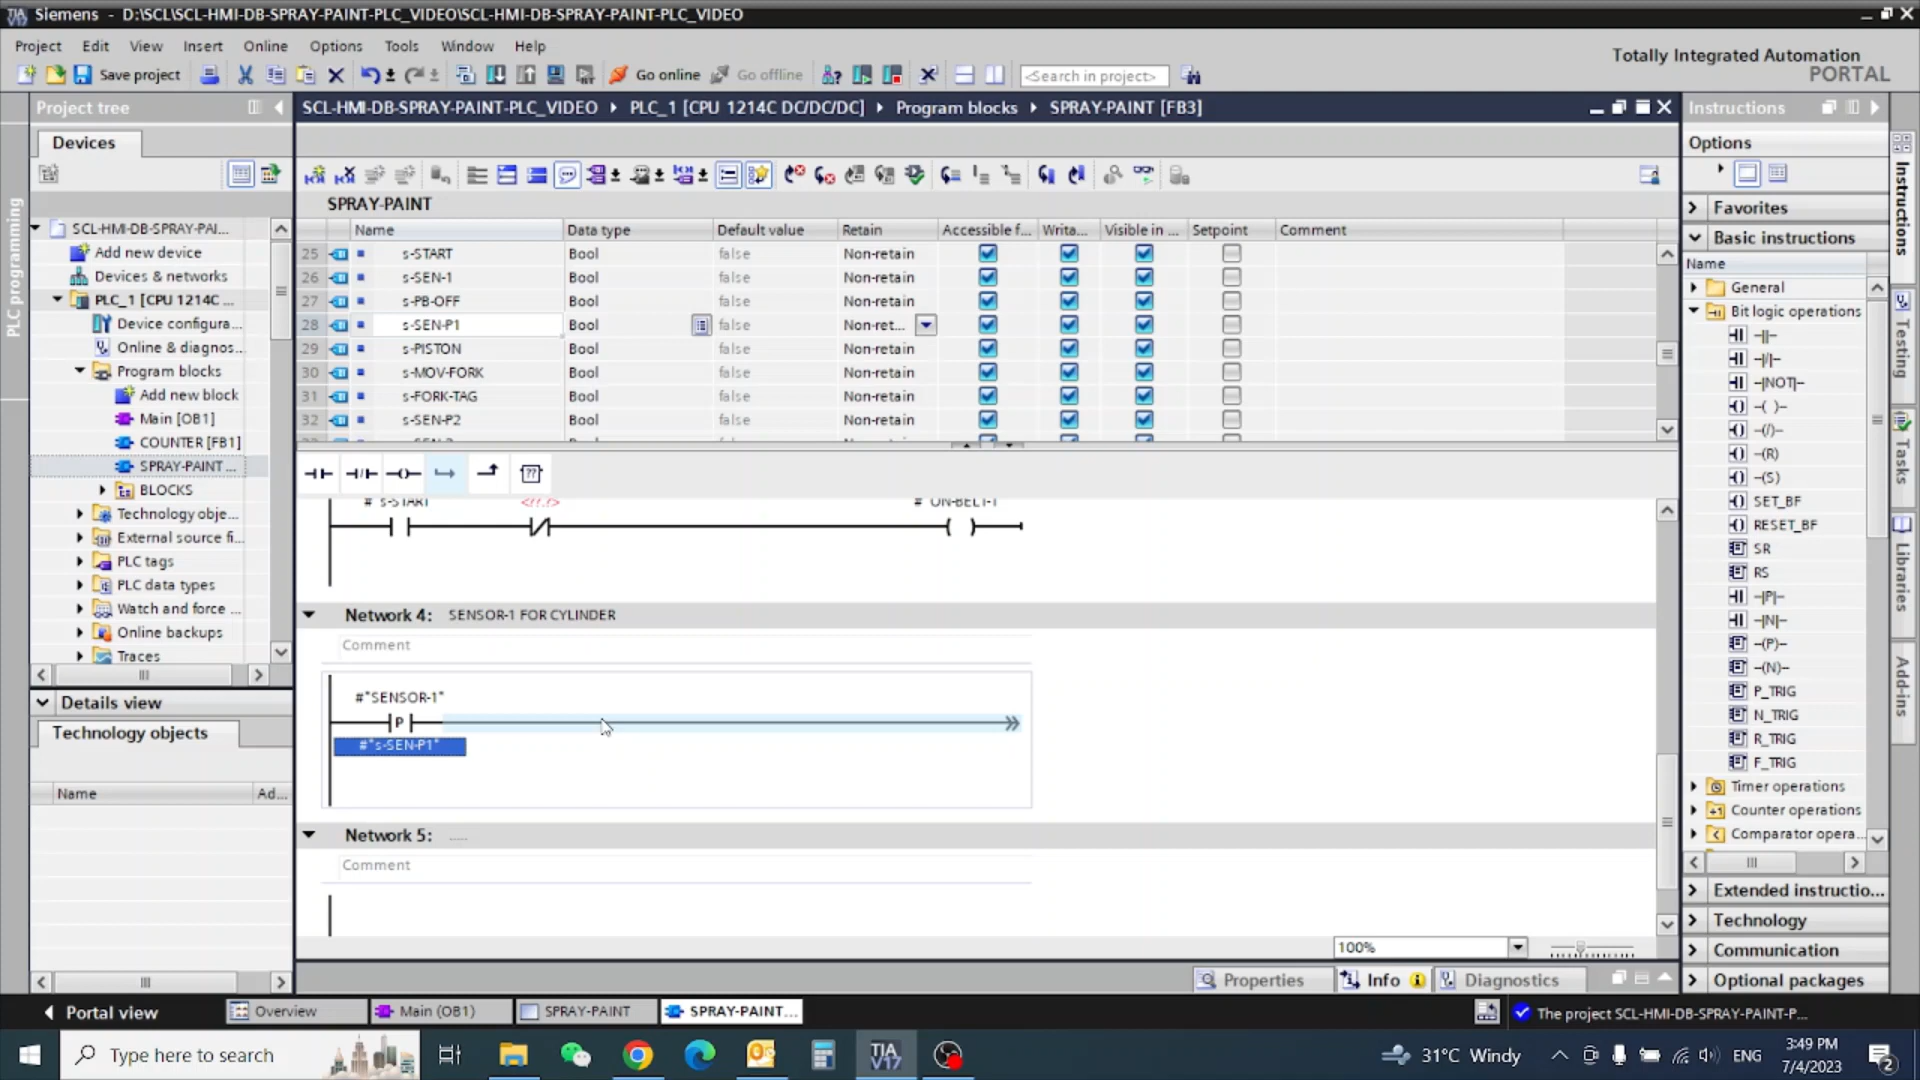 Siemens - D:\SCL\SCL-HMI-DB-SPRAY-PAINT-PLC_VIDEO\SCL-HMI-DB-SPRAY-PAINT-PLC_VIDEO
Project Edit View Insert Online Options Tools Window Help
Totally Integrated Automation
PORTAL
Save project Go online Go offline <Search in project>
Project tree
SCL-HMI-DB-SPRAY-PAINT-PLC_VIDEO PLC_1 [CPU 1214C DC/DC/DC] Program blocks SPRAY-PAINT [FB3]
Instructions
Devices
Options
PLC programming
SPRAY-PAINT
Name Data type Default value Retain Accessible f... Writa... Visible in ... Setpoint Comment
25 s-START Bool false Non-retain
26 s-SEN-1 Bool false Non-retain
27 s-PB-OFF Bool false Non-retain
28 s-SEN-P1 Bool false Non-ret...
29 s-PISTON Bool false Non-retain
30 s-MOV-FORK Bool false Non-retain
31 s-FORK-TAG Bool false Non-retain
32 s-SEN-P2 Bool false Non-retain
SCL-HMI-DB-SPRAY-PAI...
Add new device
Devices & networks
PLC_1 [CPU 1214C ...
Device configura...
Online & diagnos...
Program blocks
Add new block
Main [OB1]
COUNTER [FB1]
SPRAY-PAINT ...
BLOCKS
Technology obje...
External source fi...
PLC tags
PLC data types
Watch and force ...
Online backups
Traces
Details view
Technology objects
Name Ad...
??
# s-START <??.?> # ON-BELT-1
Network 4: SENSOR-1 FOR CYLINDER
Comment
#"SENSOR-1"
P
#"s-SEN-P1"
Network 5: .....
Comment
100%
Properties Info Diagnostics
Favorites
Basic instructions
Name
General
Bit logic operations
-||-
-|/|-
-|NOT|-
-( )-
-(/)-
-(R)
-(S)
SET_BF
RESET_BF
SR
RS
-|P|-
-|N|-
-(P)-
-(N)-
P_TRIG
N_TRIG
R_TRIG
F_TRIG
Timer operations
Counter operations
Comparator opera...
Extended instructio...
Technology
Communication
Optional packages
Instructions
Testing
Tasks
Libraries
Add-ins
Portal view Overview Main (OB1) SPRAY-PAINT SPRAY-PAINT... The project SCL-HMI-DB-SPRAY-PAINT-P...
Type here to search TIA V17 31°C Windy ENG 3:49 PM
7/4/2023 2